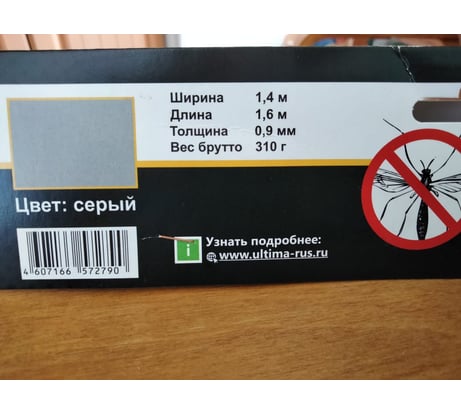 Ширина 1,4 м
Длина 1,6 м
Толщина 0,9 мм
Вес брутто 310 г
Цвет: серый
4 607166 572790
i
Узнать подробнее:
www.ultima-rus.ru